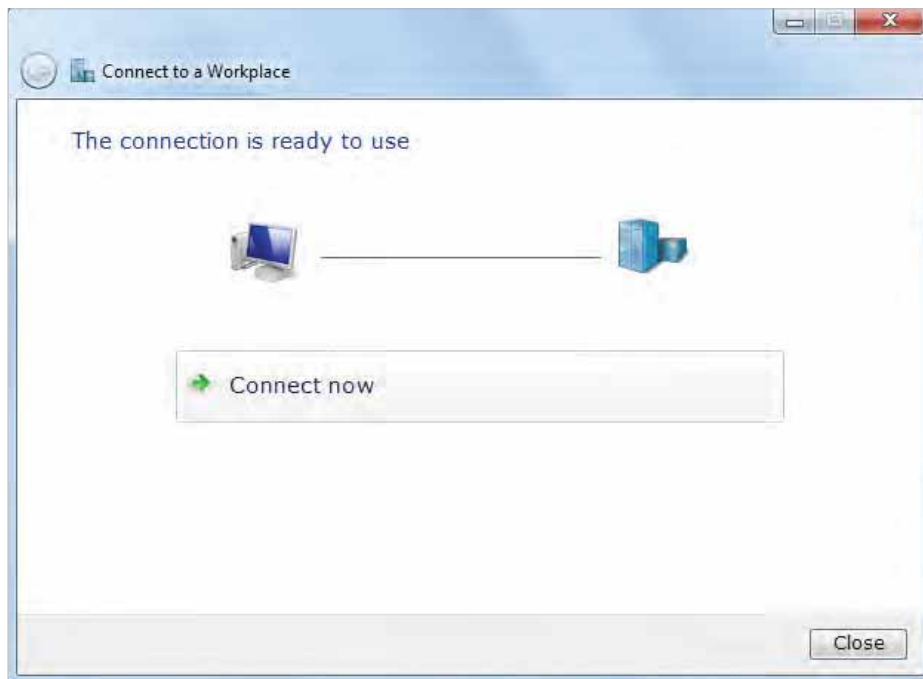 Connect to a Workplace
The connection is ready to use
Connect now
Close